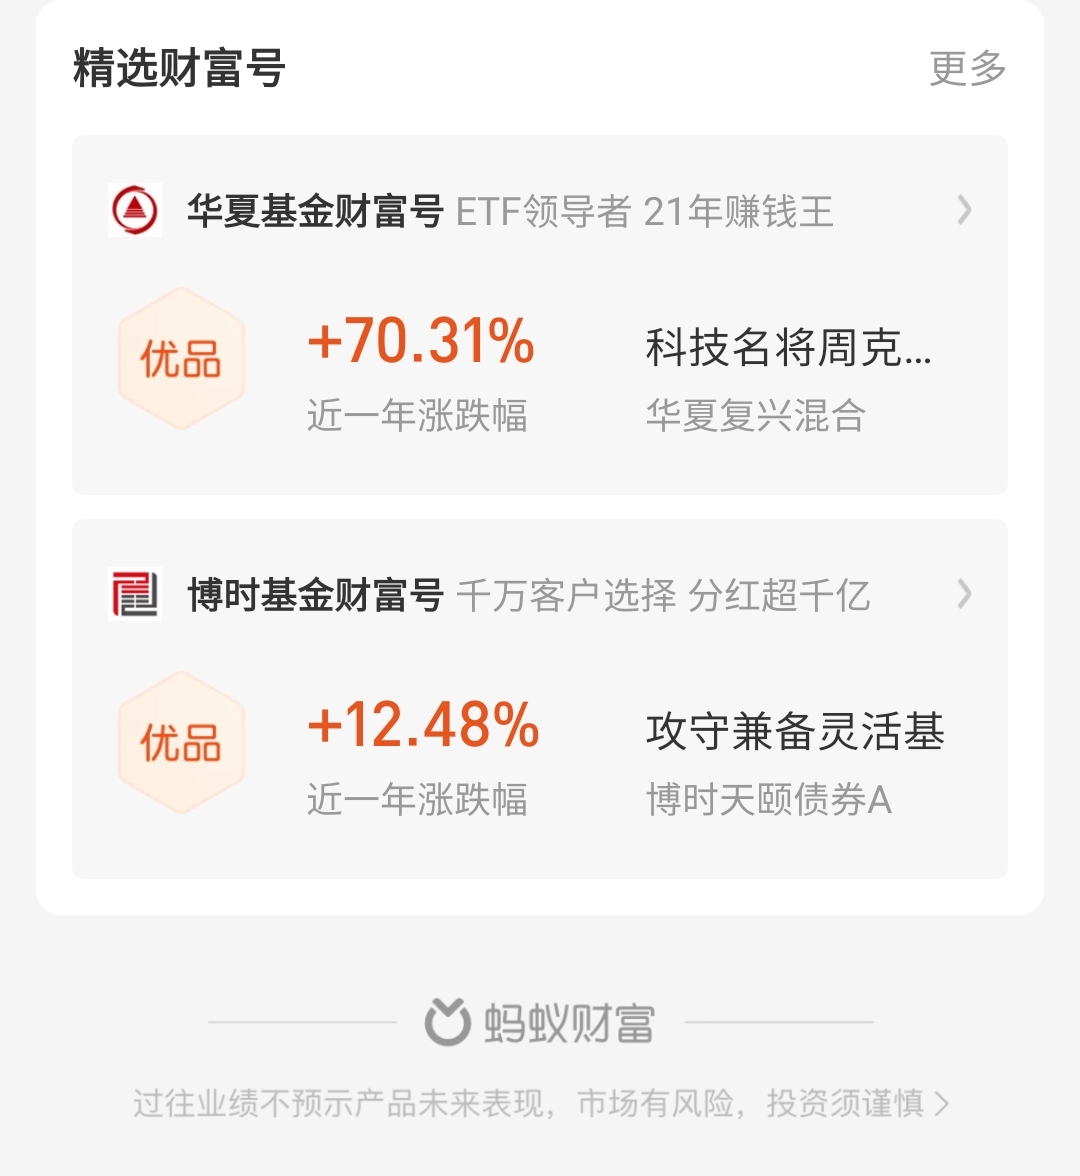 精选财富号 更多
华夏基金财富号 ETF领导者 21年赚钱王
优品 +70.31% 科技名将周克...
近一年涨跌幅 华夏复兴混合
博时基金财富号 千万客户选择 分红超千亿
优品 +12.48% 攻守兼备灵活基
近一年涨跌幅 博时天颐债券A
蚂蚁财富
过往业绩不预示产品未来表现，市场有风险，投资须谨慎